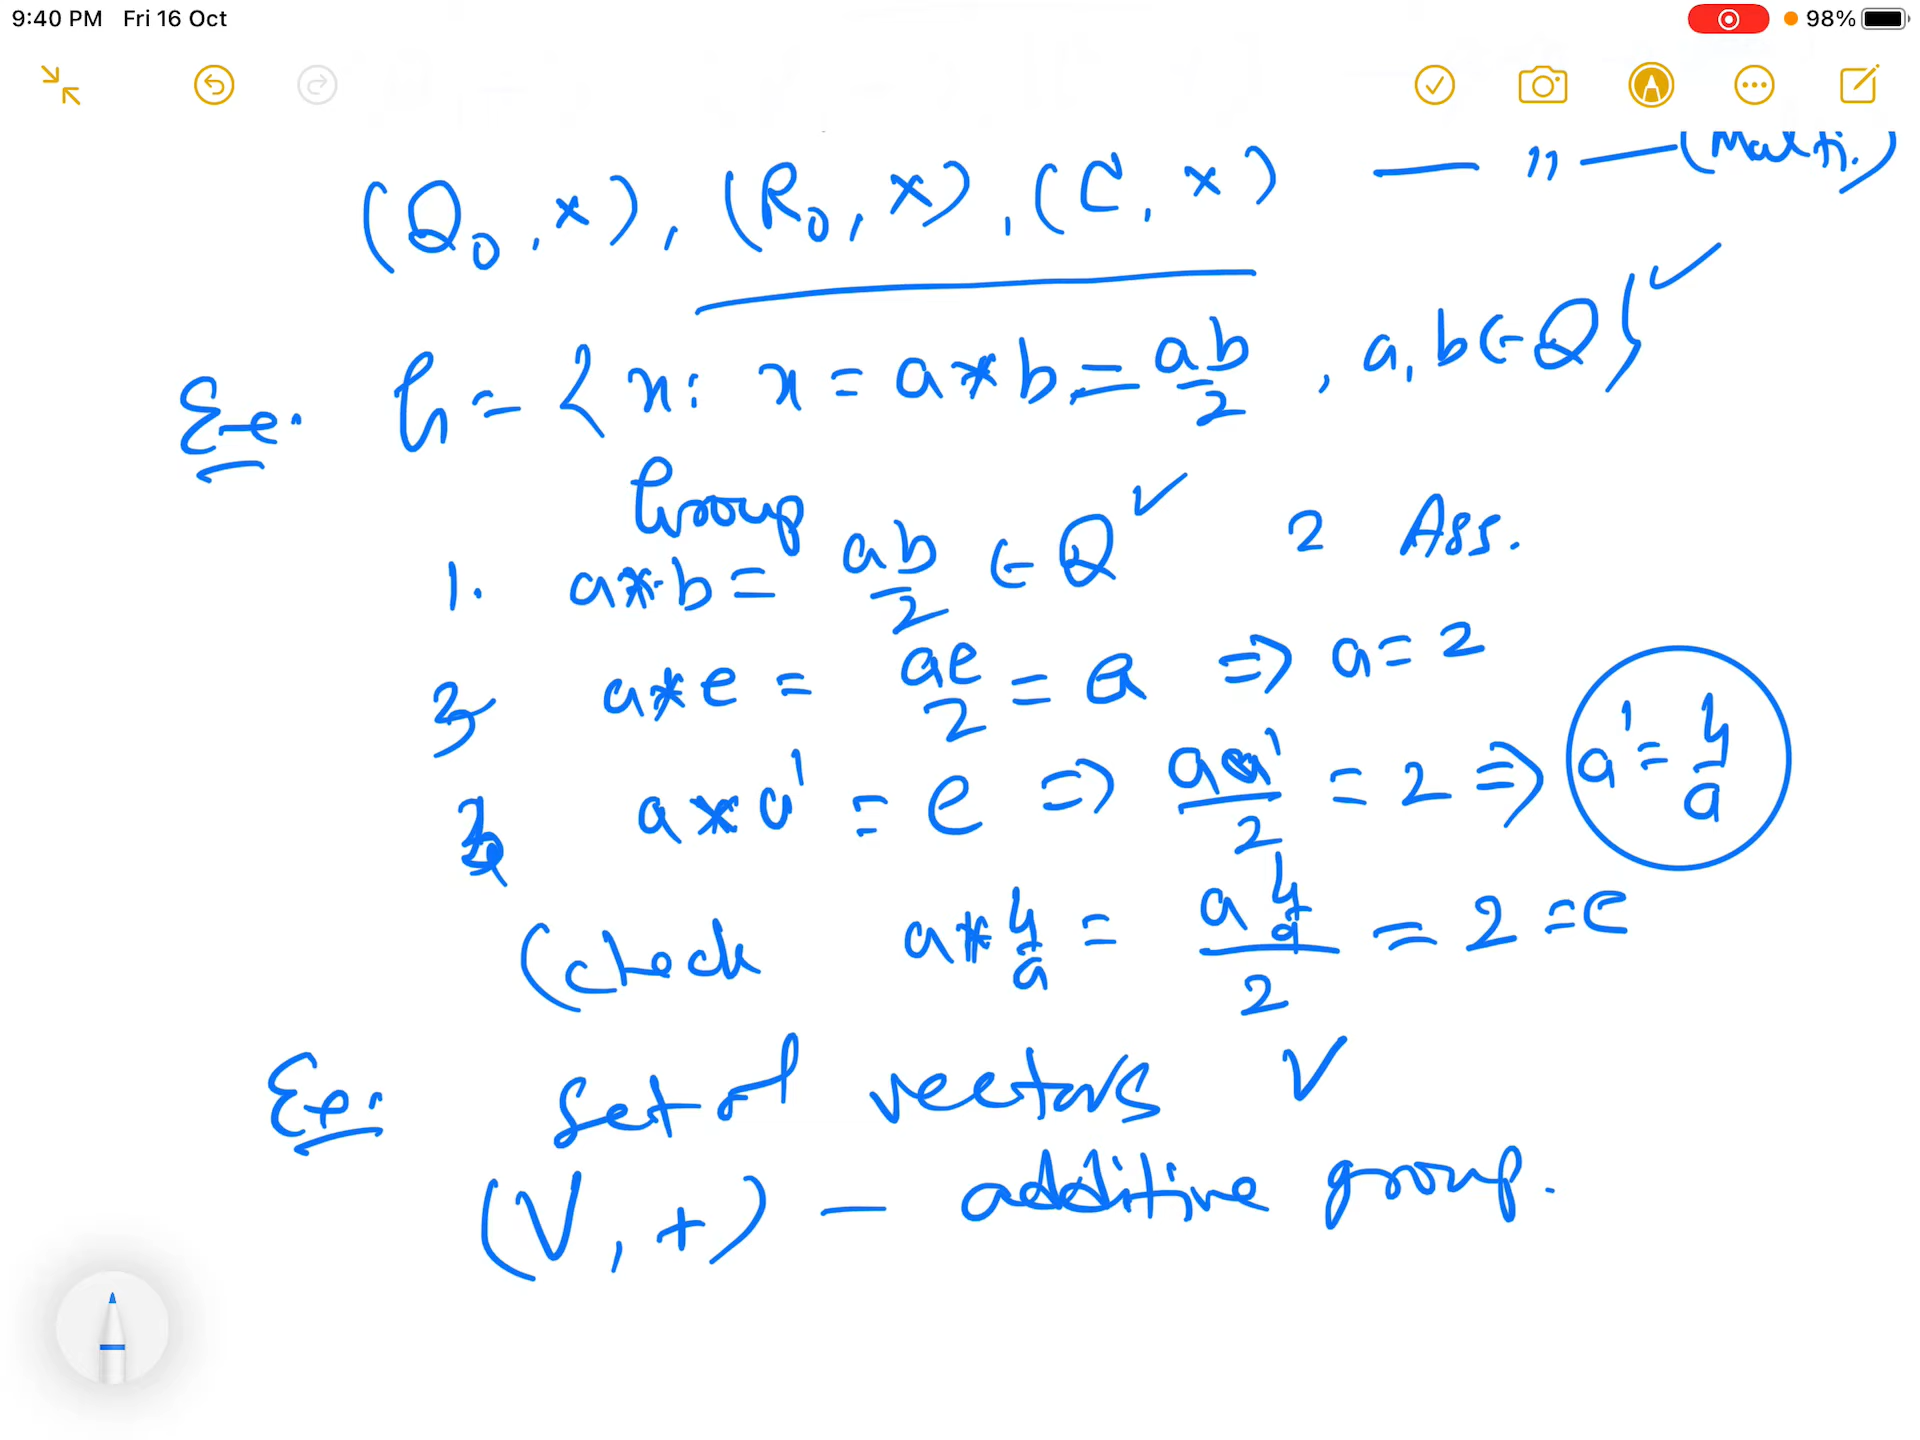 9:40 PM Fri 16 Oct 98%
(Q₀, ×), (R₀, ×), (C, ×) — " — (Multi.)
Ex. G = { x : x = a * b = ab/2 , a, b ∈ Q} ✓
Group
1. a * b = ab/2 ∈ Q ✓ 2 Ass.
3 a * e = ae/2 = a ⇒ a = 2
4 a * a' = e ⇒ aa'/2 = 2 ⇒ a' = 4/a
(check a * 4/a = a 4/a / 2 = 2 = e
Ex: Set of vectors V
(V, +) — additive group.